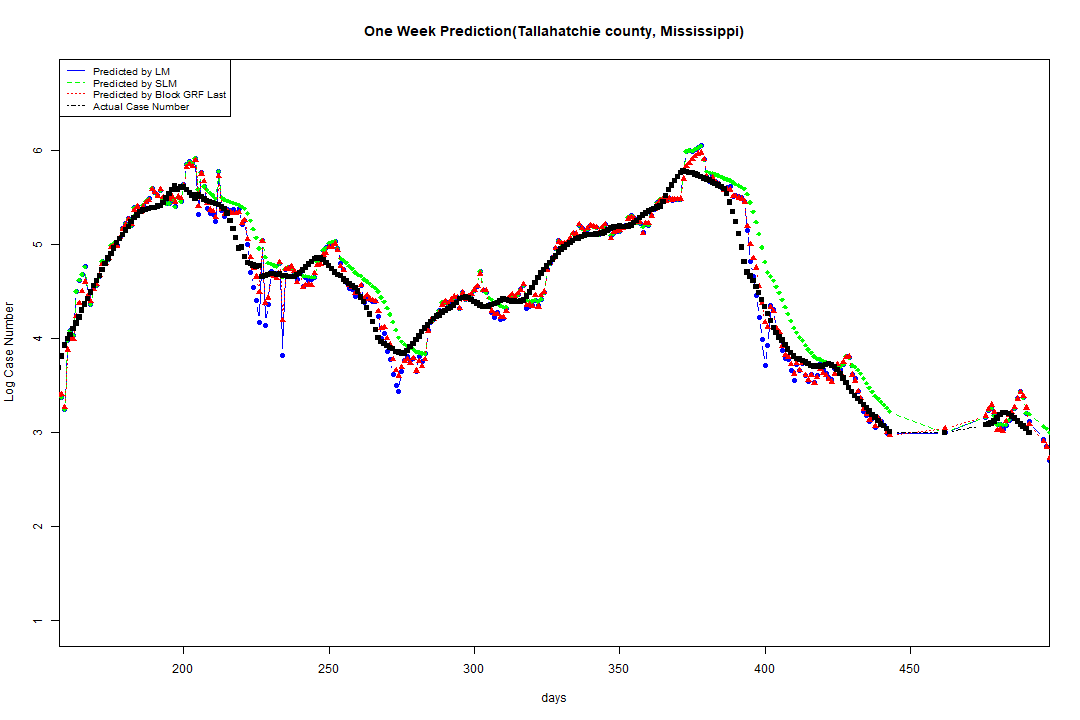 One Week Prediction(Tallahatchie county, Mississippi)
Predicted by LM
Predicted by SLM
Predicted by Block GRF Last
Actual Case Number
6
5
4
3
2
1
Log Case Number
200 250 300 350 400 450
days